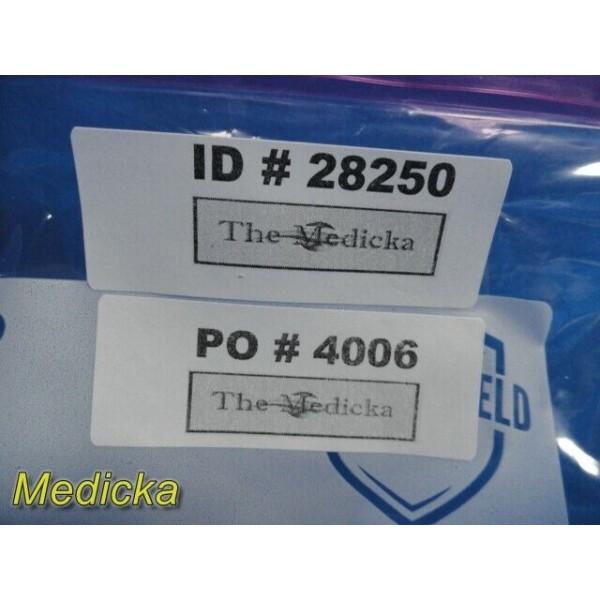 ID # 28250
The Medicka
PO # 4006
The Medicka
ELD
Medicka